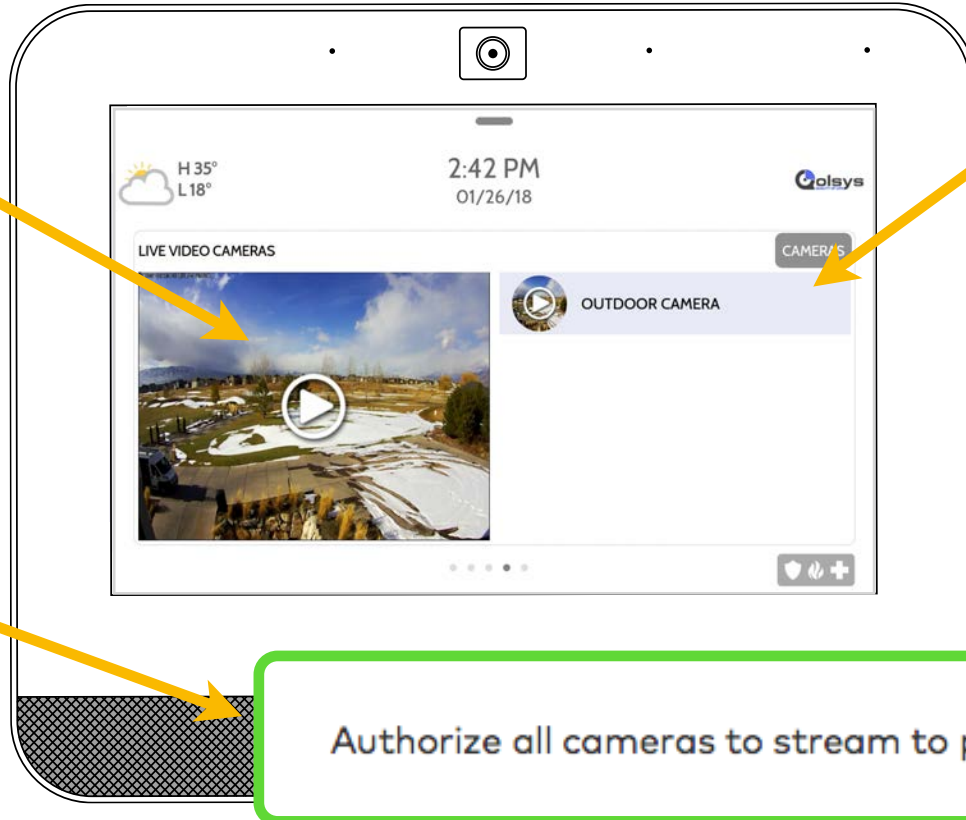 H 35°
L 18°
2:42 PM
01/26/18
Qolsys
LIVE VIDEO CAMERAS
CAMERAS
OUTDOOR CAMERA
Authorize all cameras to stream to p